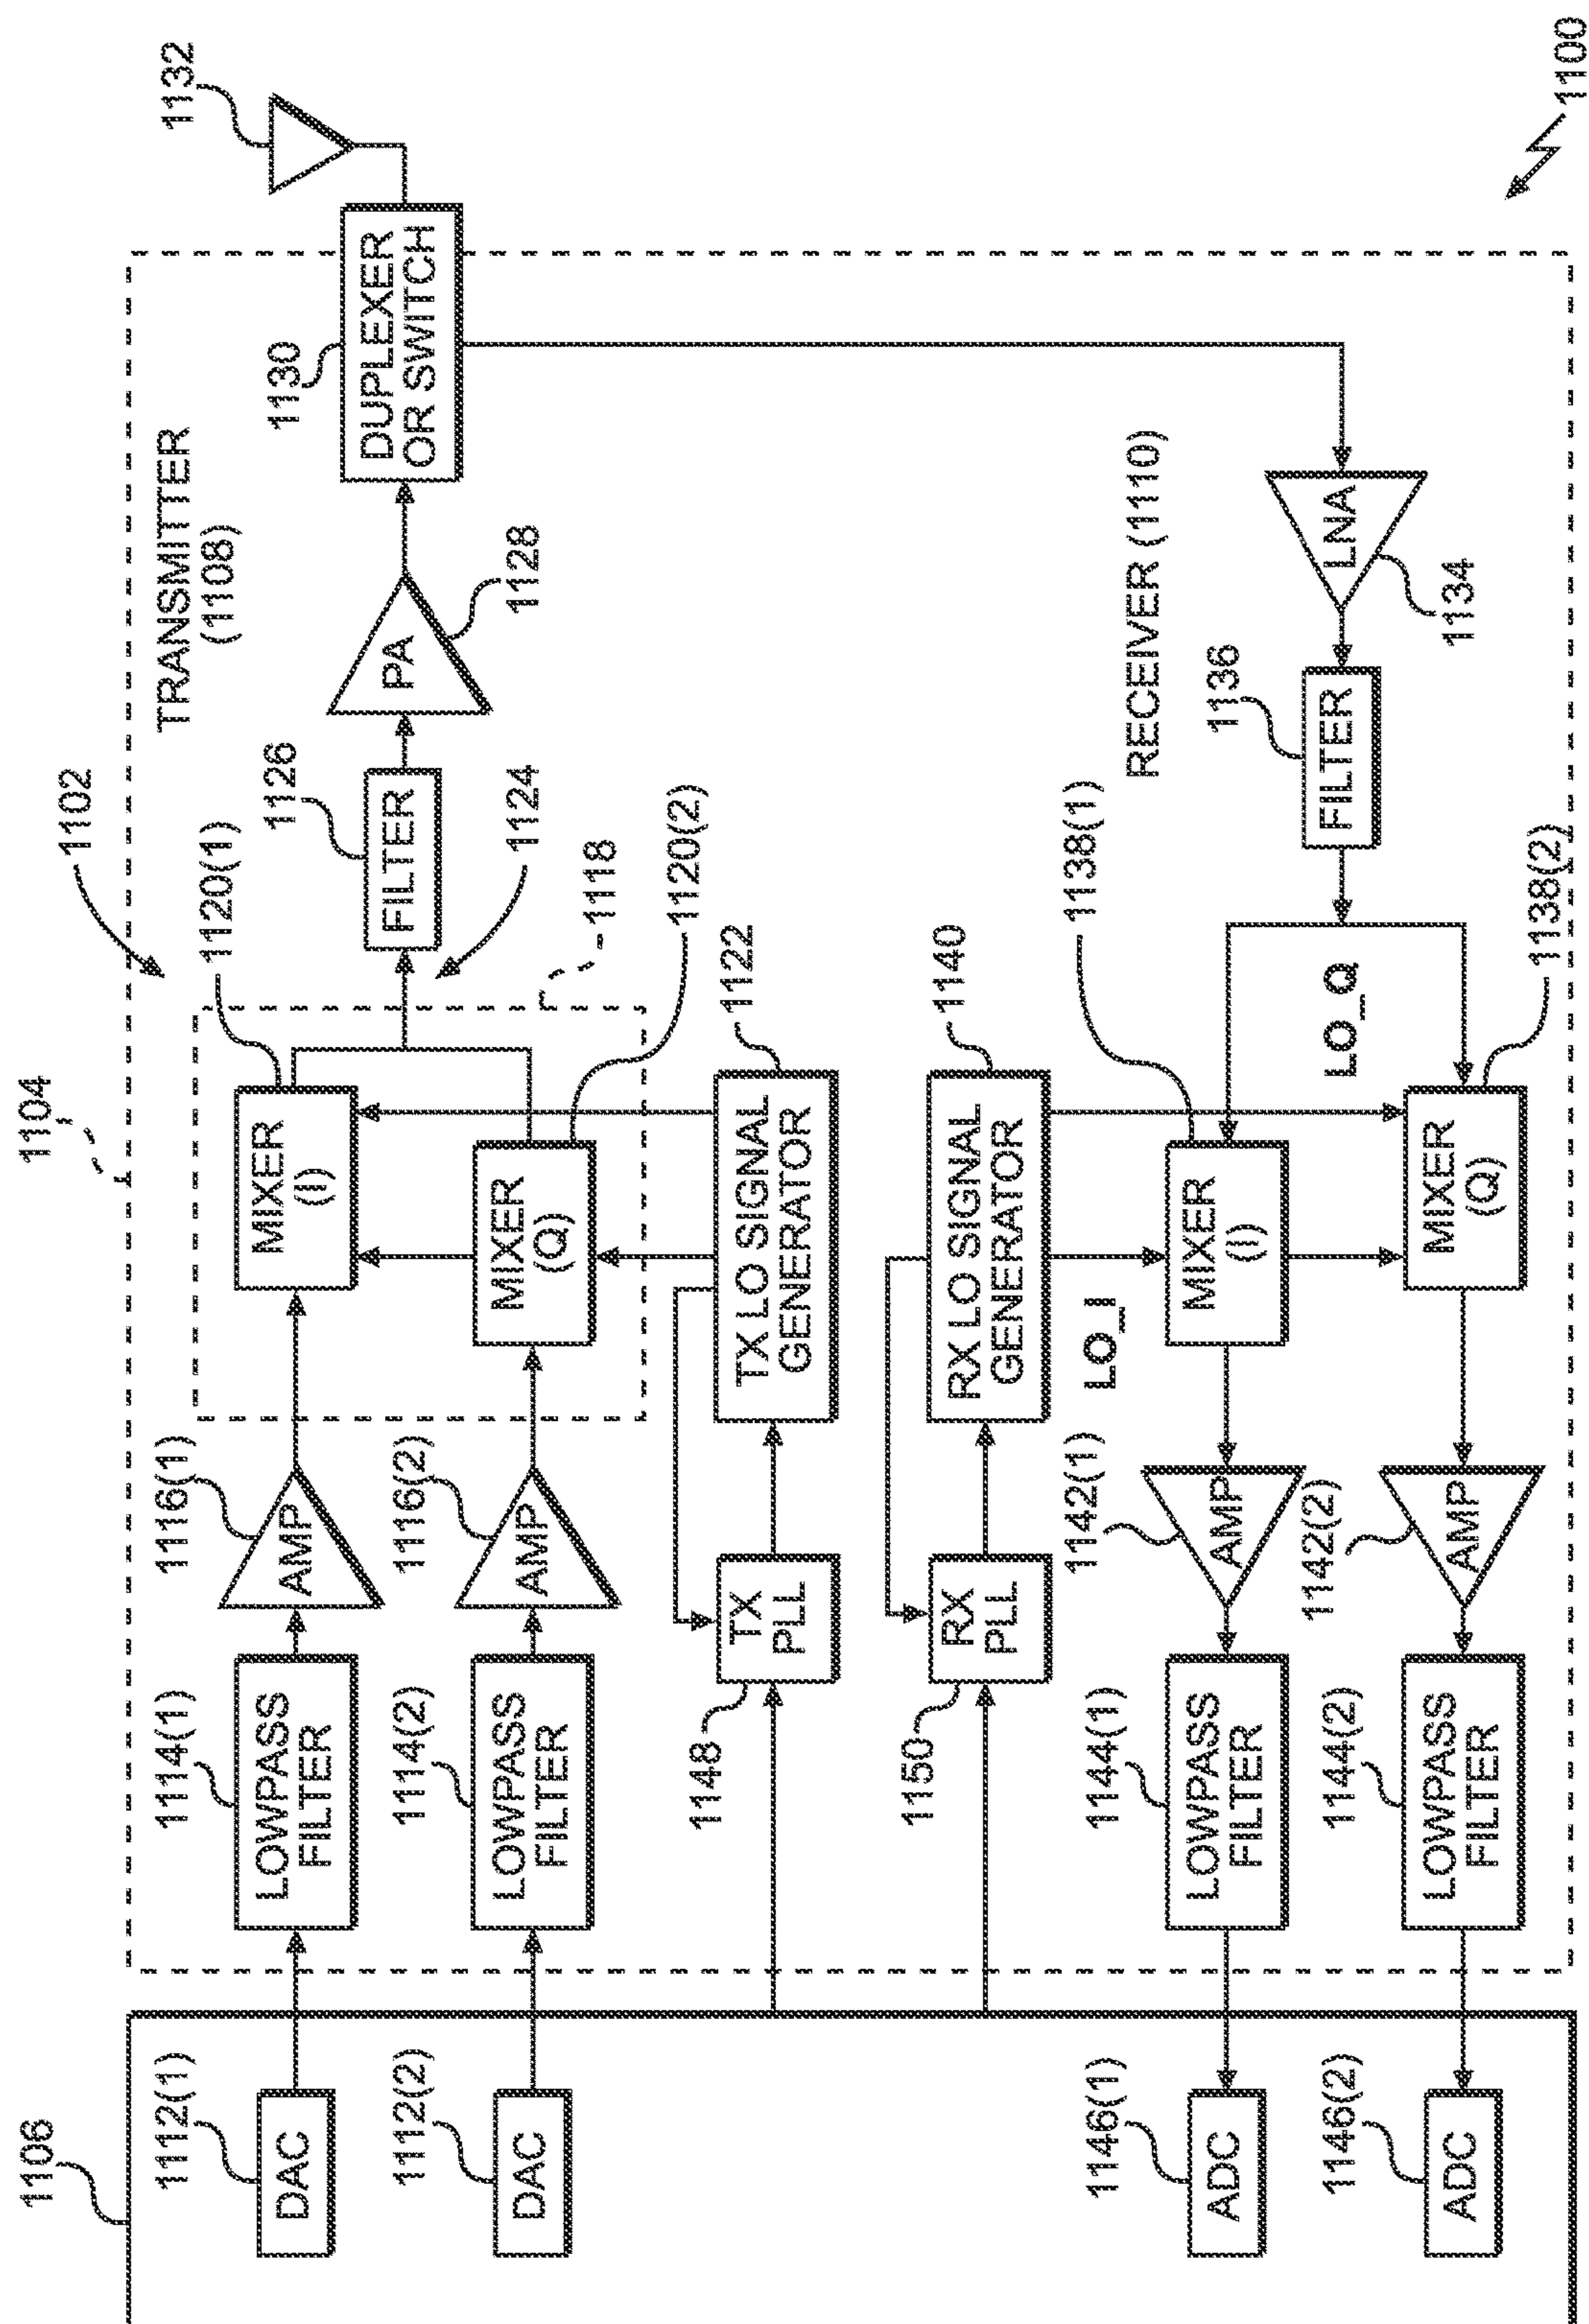 1100
1104
1102
1106
TRANSMITTER
(1108)
1132
1130
DUPLEXER
OR SWITCH
1128
PA
1126
FILTER
1124
1118
1120(1)
MIXER
(I)
1120(2)
MIXER
(Q)
1116(1)
AMP
1116(2)
AMP
1114(1)
LOWPASS
FILTER
1114(2)
LOWPASS
FILTER
1112(1)
DAC
1112(2)
DAC
1122
TX LO SIGNAL
GENERATOR
1148
TX
PLL
1140
RX LO SIGNAL
GENERATOR
1150
RX
PLL
RECEIVER (1110)
LNA
1134
1136
FILTER
LO_Q
LO_I
1138(1)
MIXER
(I)
1138(2)
MIXER
(Q)
1142(1)
AMP
1142(2)
AMP
1144(1)
LOWPASS
FILTER
1144(2)
LOWPASS
FILTER
1146(1)
ADC
1146(2)
ADC